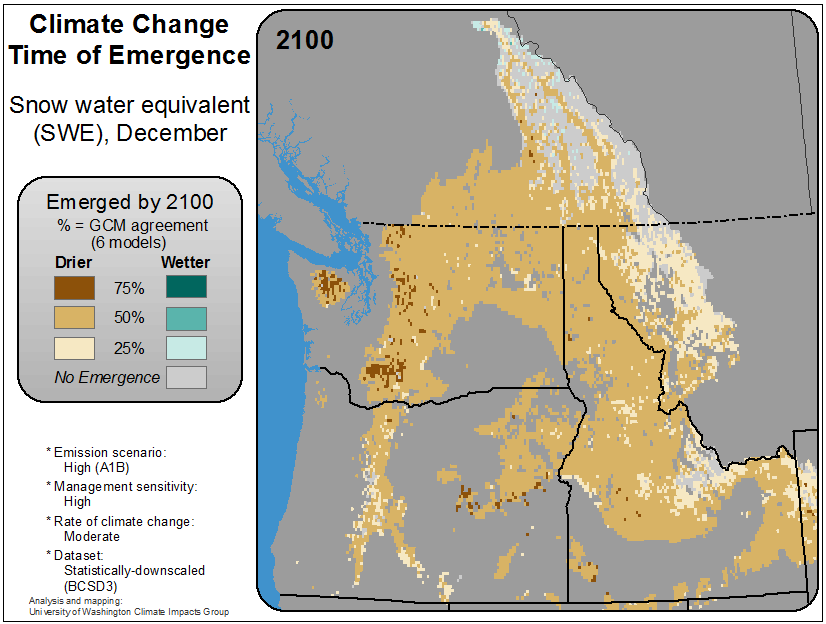 Climate Change
Time of Emergence
Snow water equivalent
(SWE), December
Emerged by 2100
% = GCM agreement
(6 models)
Drier Wetter
75%
50%
25%
No Emergence
* Emission scenario:
High (A1B)
* Management sensitivity:
High
* Rate of climate change:
Moderate
* Dataset:
Statistically-downscaled
(BCSD3)
Analysis and mapping:
University of Washington Climate Impacts Group
2100